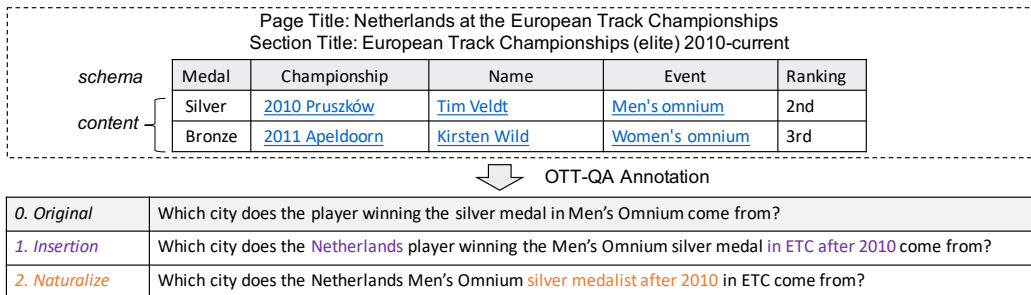 Page Title: Netherlands at the European Track Championships
Section Title: European Track Championships (elite) 2010-current
schema Medal Championship Name Event Ranking
content Silver 2010 Pruszków Tim Veldt Men's omnium 2nd
Bronze 2011 Apeldoorn Kirsten Wild Women's omnium 3rd
OTT-QA Annotation
0. Original Which city does the player winning the silver medal in Men's Omnium come from?
1. Insertion Which city does the Netherlands player winning the Men's Omnium silver medal in ETC after 2010 come from?
2. Naturalize Which city does the Netherlands Men's Omnium silver medalist after 2010 in ETC come from?